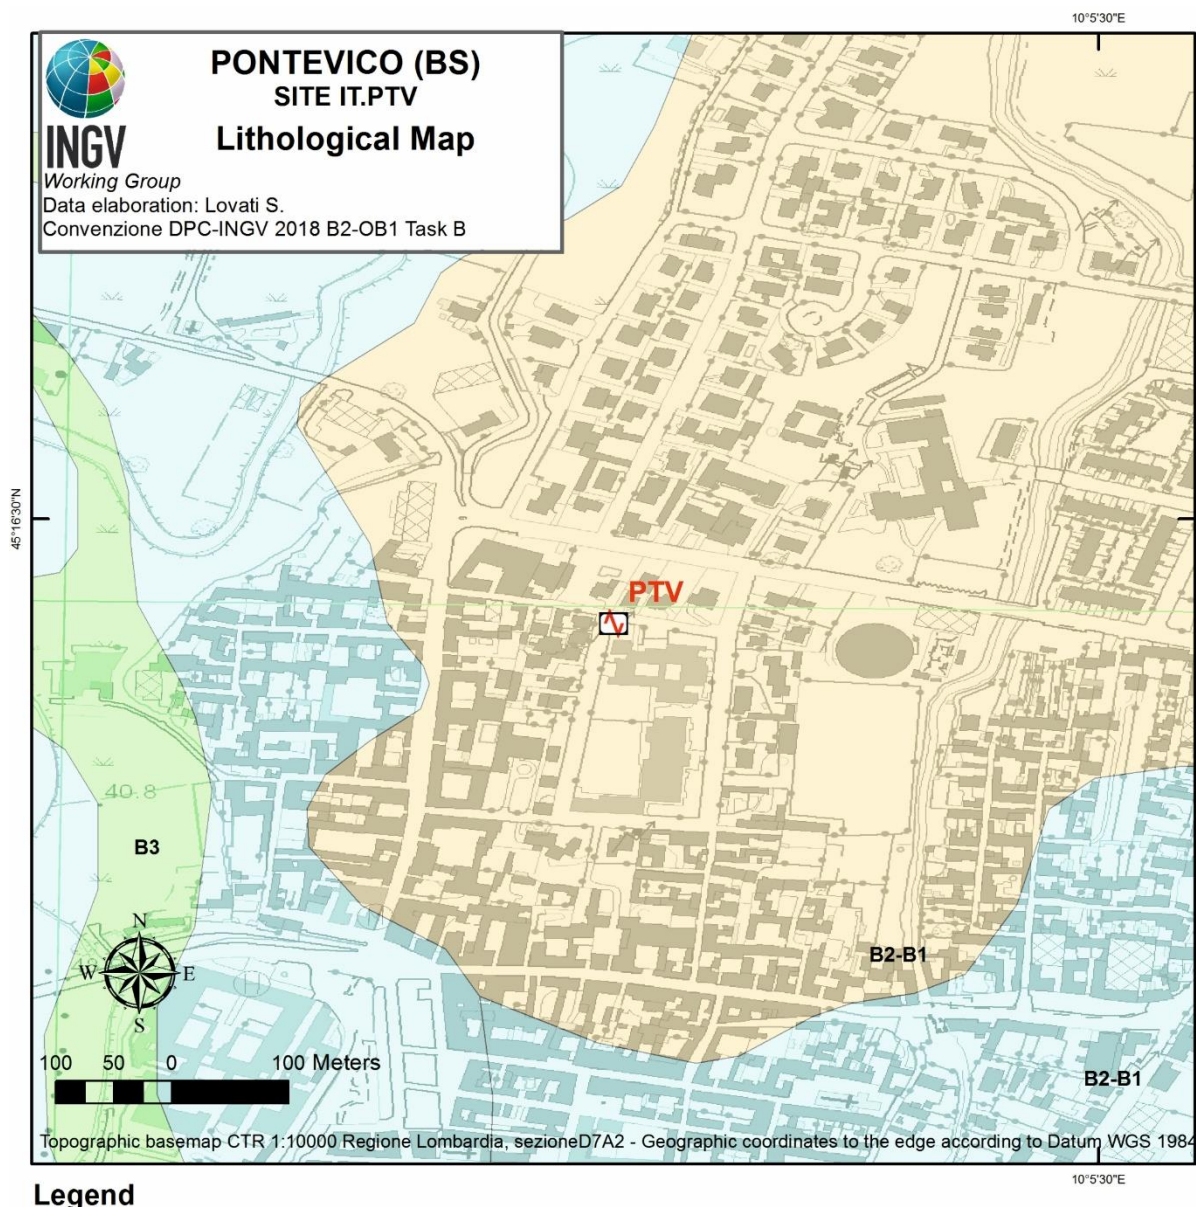 10°5'30"E
PONTEVICO (BS)
SITE IT.PTV
Lithological Map
INGV
Working Group
Data elaboration: Lovati S.
Convenzione DPC-INGV 2018 B2-OB1 Task B
45°16'30"N
PTV
40.8
B3
N
W E
S
B2-B1
100 50 0 100 Meters
B2-B1
Topographic basemap CTR 1:10000 Regione Lombardia, sezioneD7A2 - Geographic coordinates to the edge according to Datum WGS 1984
10°5'30"E
Legend